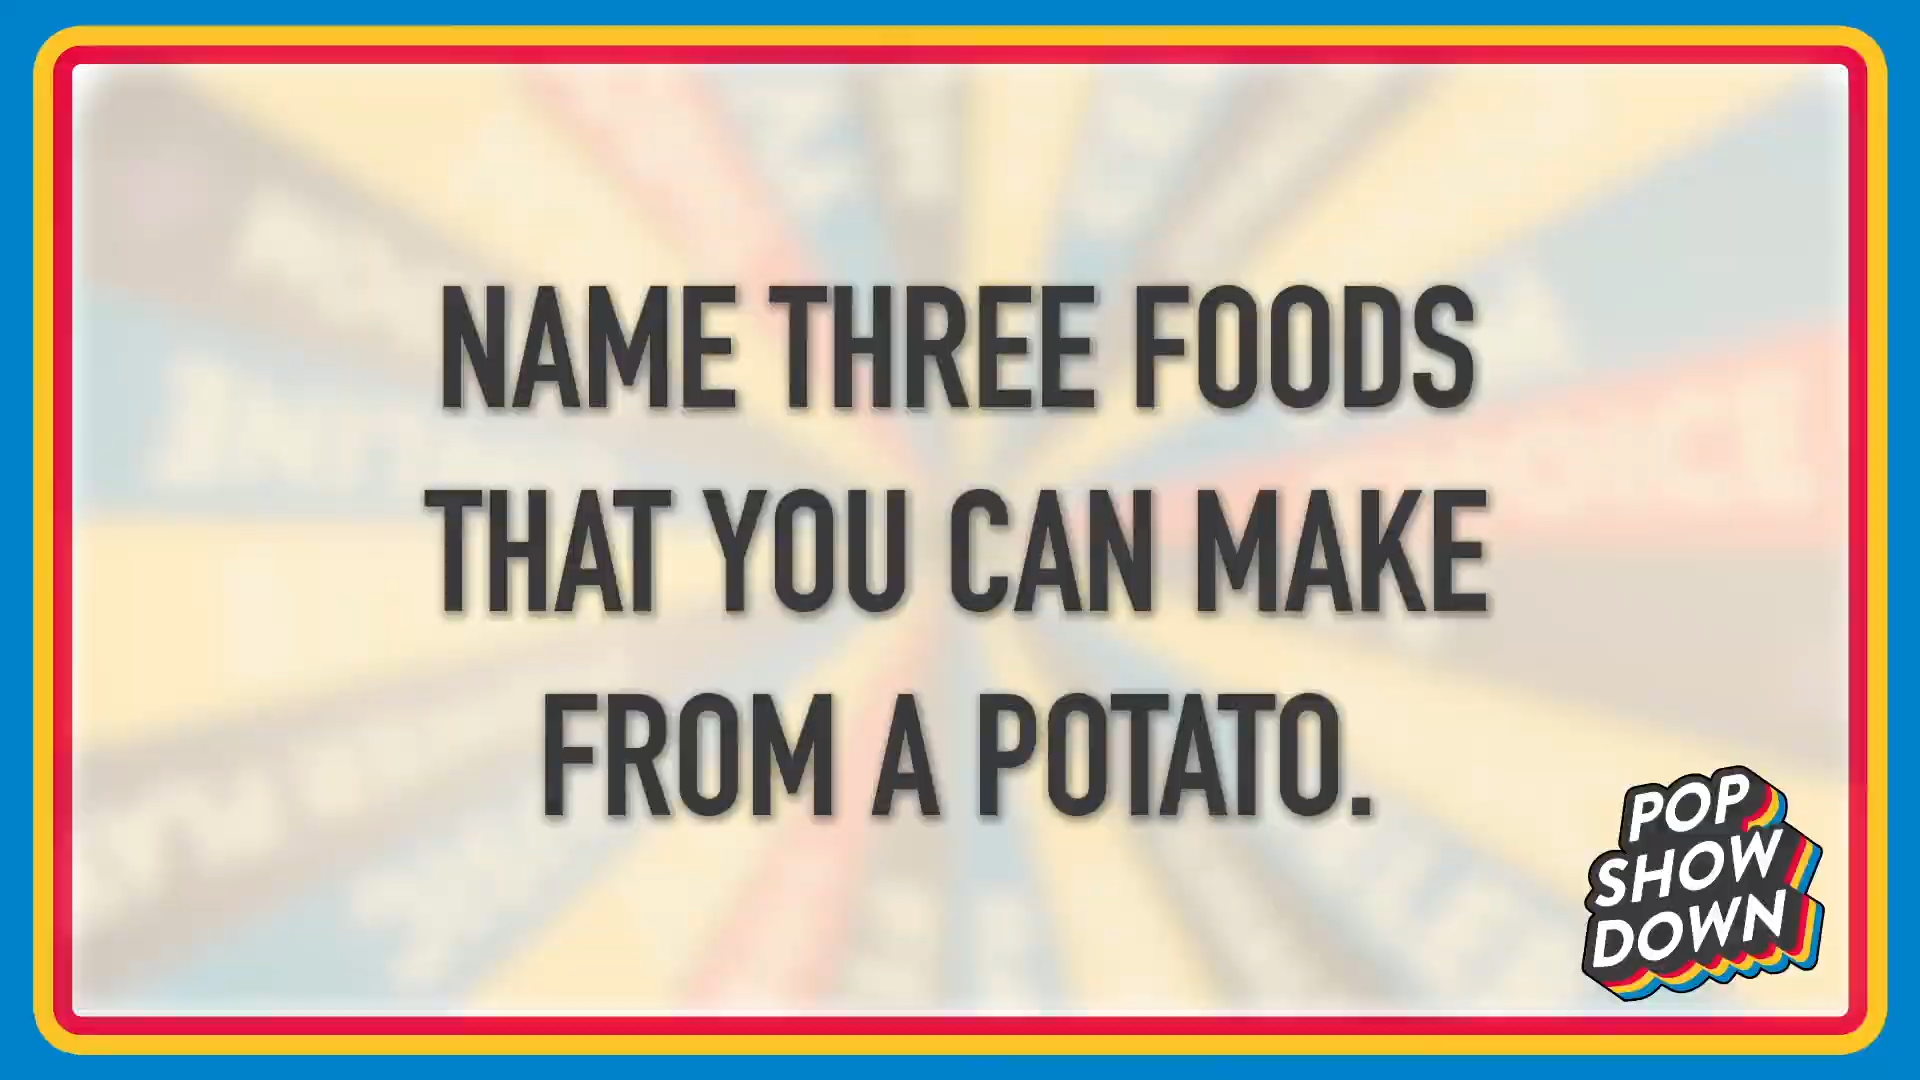 NAME THREE FOODS
THAT YOU CAN MAKE
FROM A POTATO.
POP
SHOW
DOWN